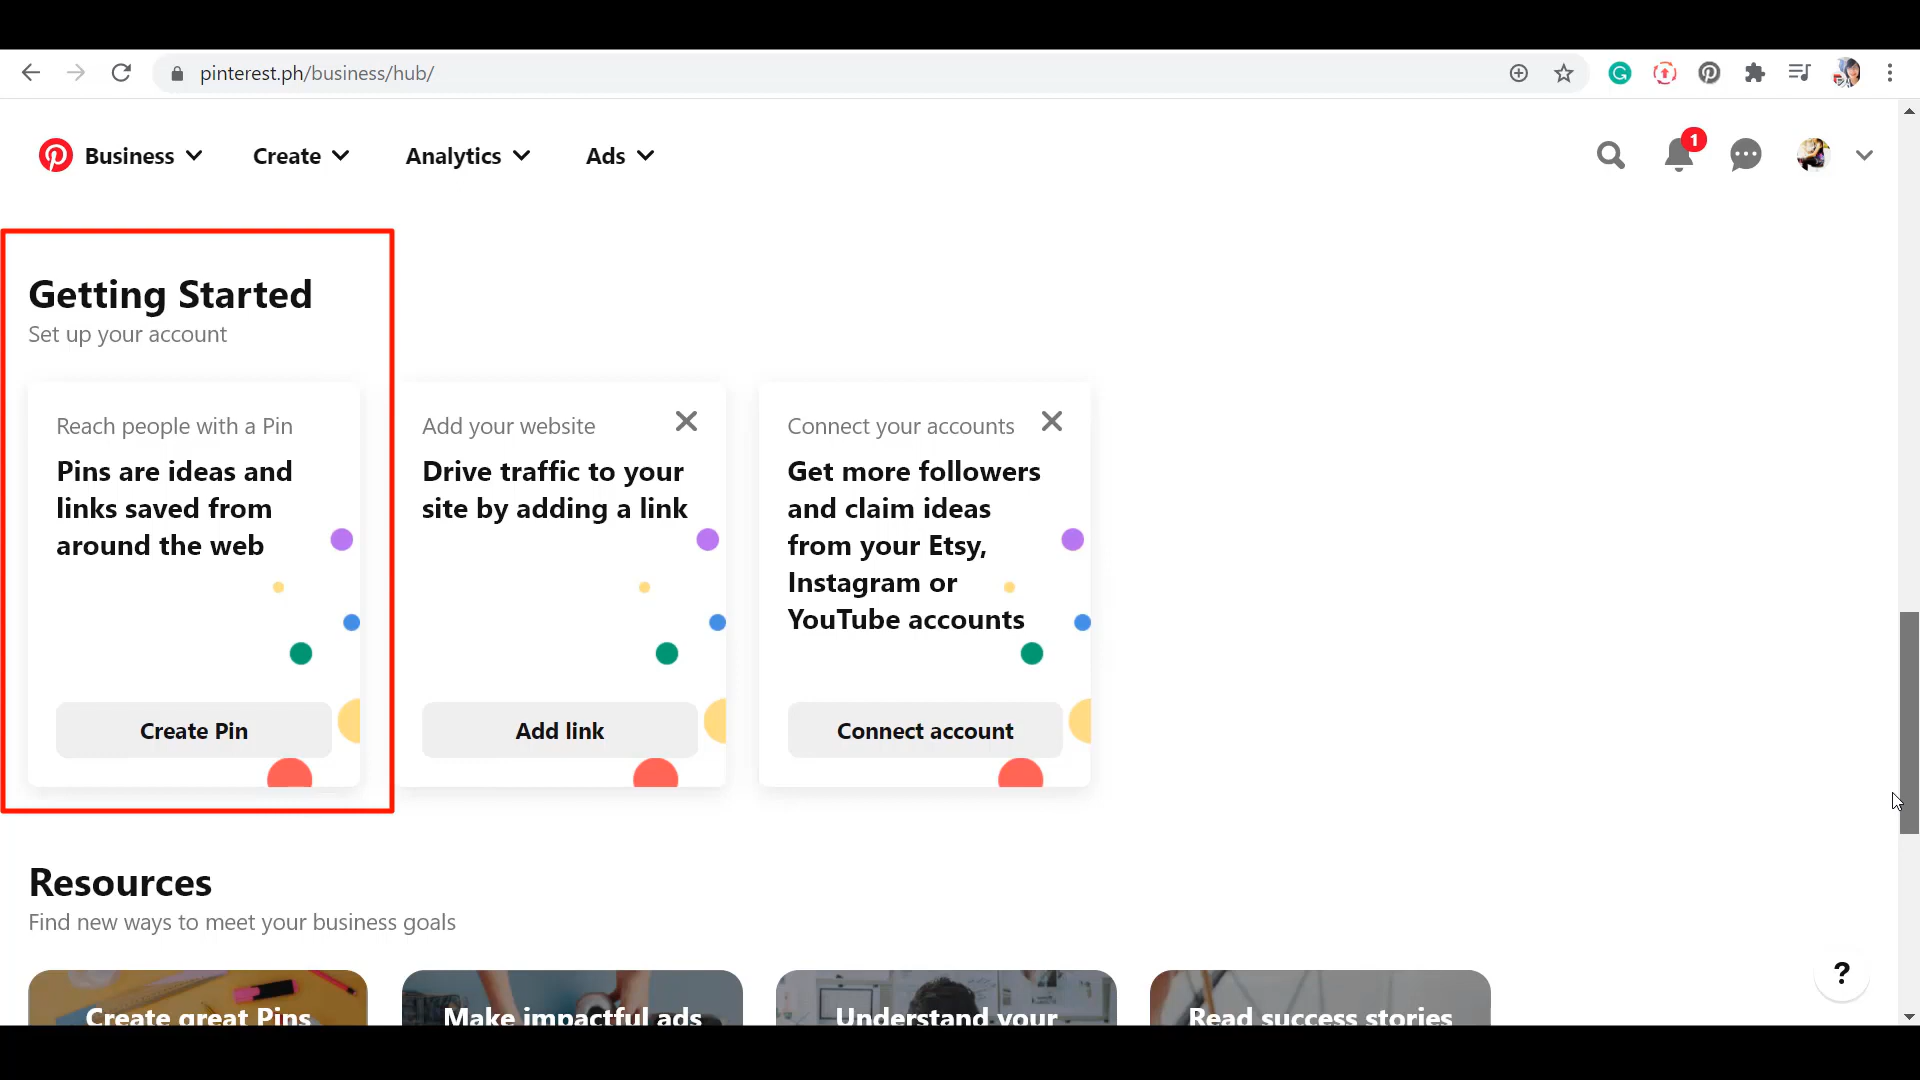 pinterest.ph/business/hub/
Business
Create
Analytics
Ads
1
Getting Started
Set up your account
Reach people with a Pin
Pins are ideas and
links saved from
around the web
Create Pin
Add your website
Drive traffic to your
site by adding a link
Add link
Connect your accounts
Get more followers
and claim ideas
from your Etsy,
Instagram or
YouTube accounts
Connect account
Resources
Find new ways to meet your business goals
Create great Pins
Make impactful ads
Understand your
Read success stories
?